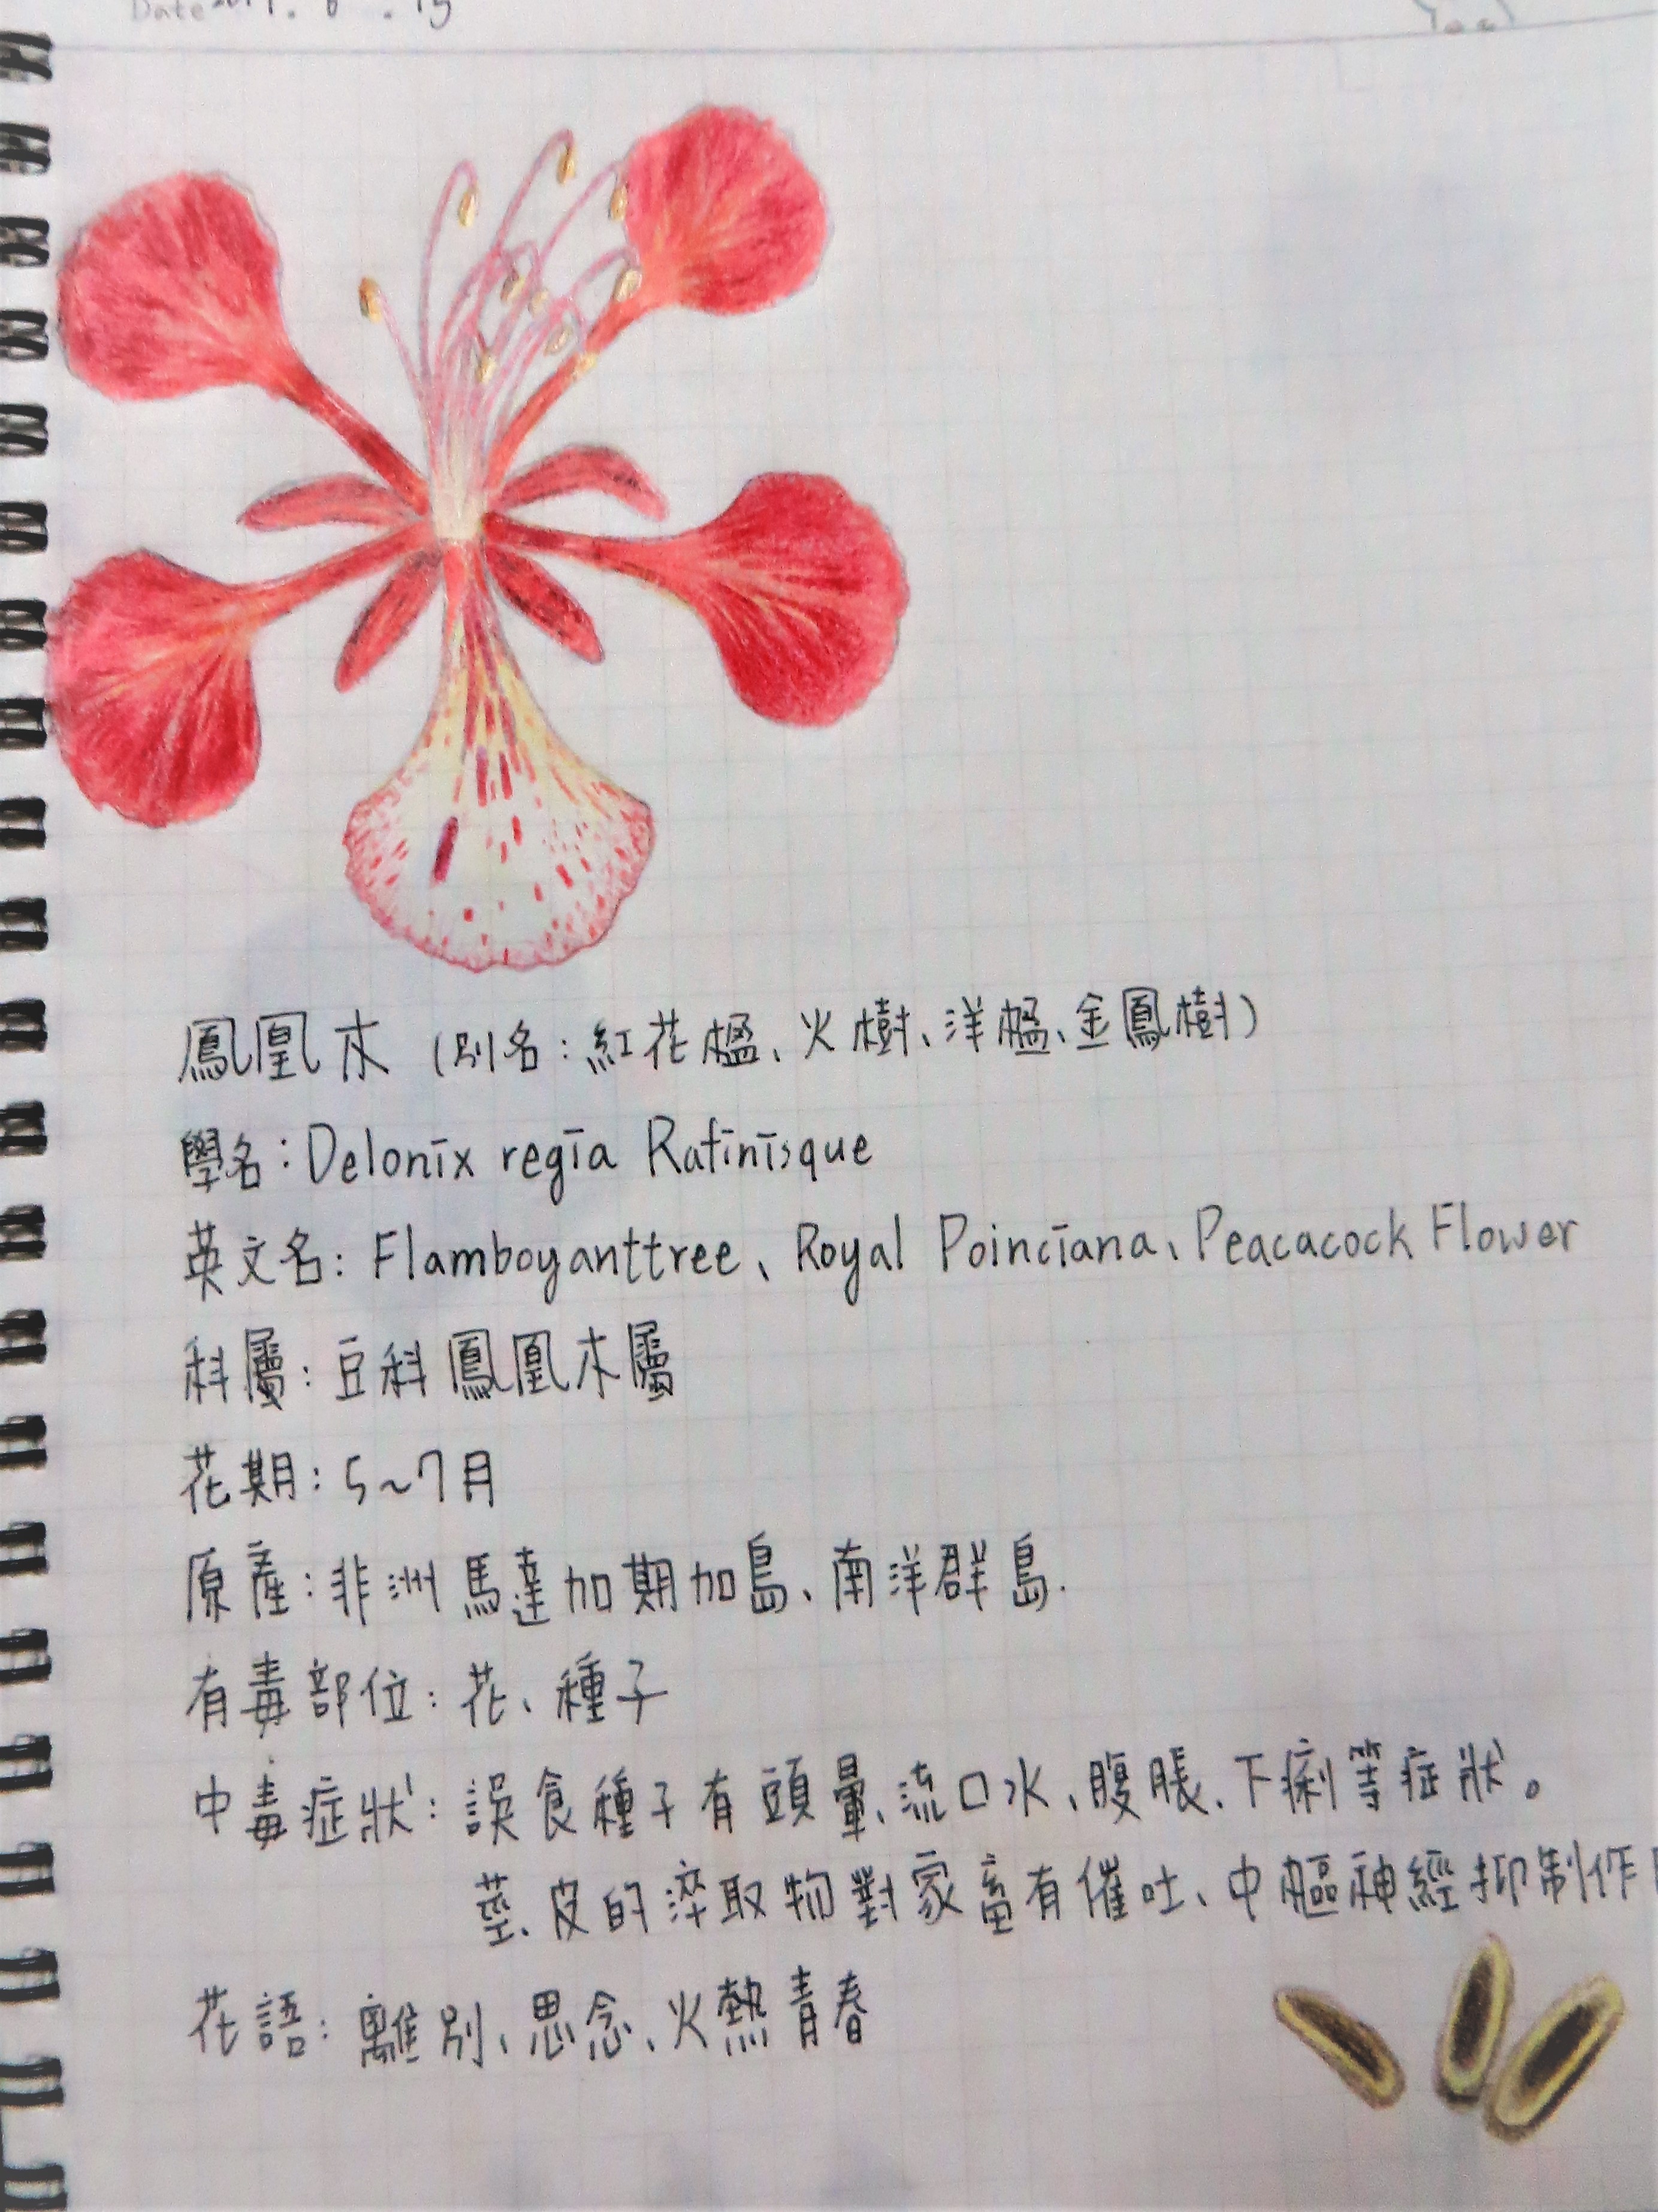 Date
鳳凰木 (別名：紅花楹、火樹、洋楹、金鳳樹)
學名：Delonix regia Rafinisque
英文名：Flamboyanttree、Royal Poinciana、Peacacock Flower
科屬：豆科鳳凰木屬
花期：5~7月
原產：非洲馬達加期加島、南洋群島.
有毒部位：花、種子
中毒症狀：誤食種子有頭暈、流口水、腹脹、下痢等症狀。
莖、皮的淬取物對家畜有催吐、中樞神經抑制作
花語：離別、思念、火熱青春